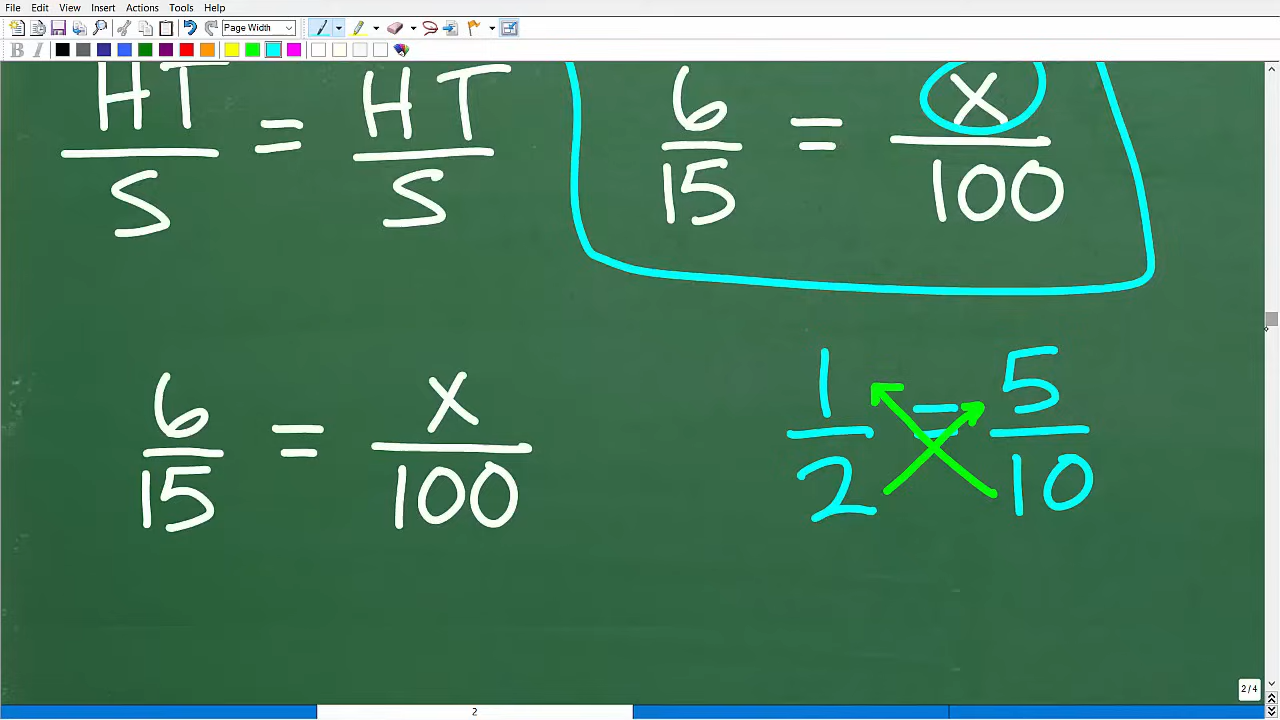 File Edit View Insert Actions Tools Help
Page Width
B I
HT/S = HT/S
6/15 = x/100
6/15 = x/100
1/2 = 5/10
2/4
2